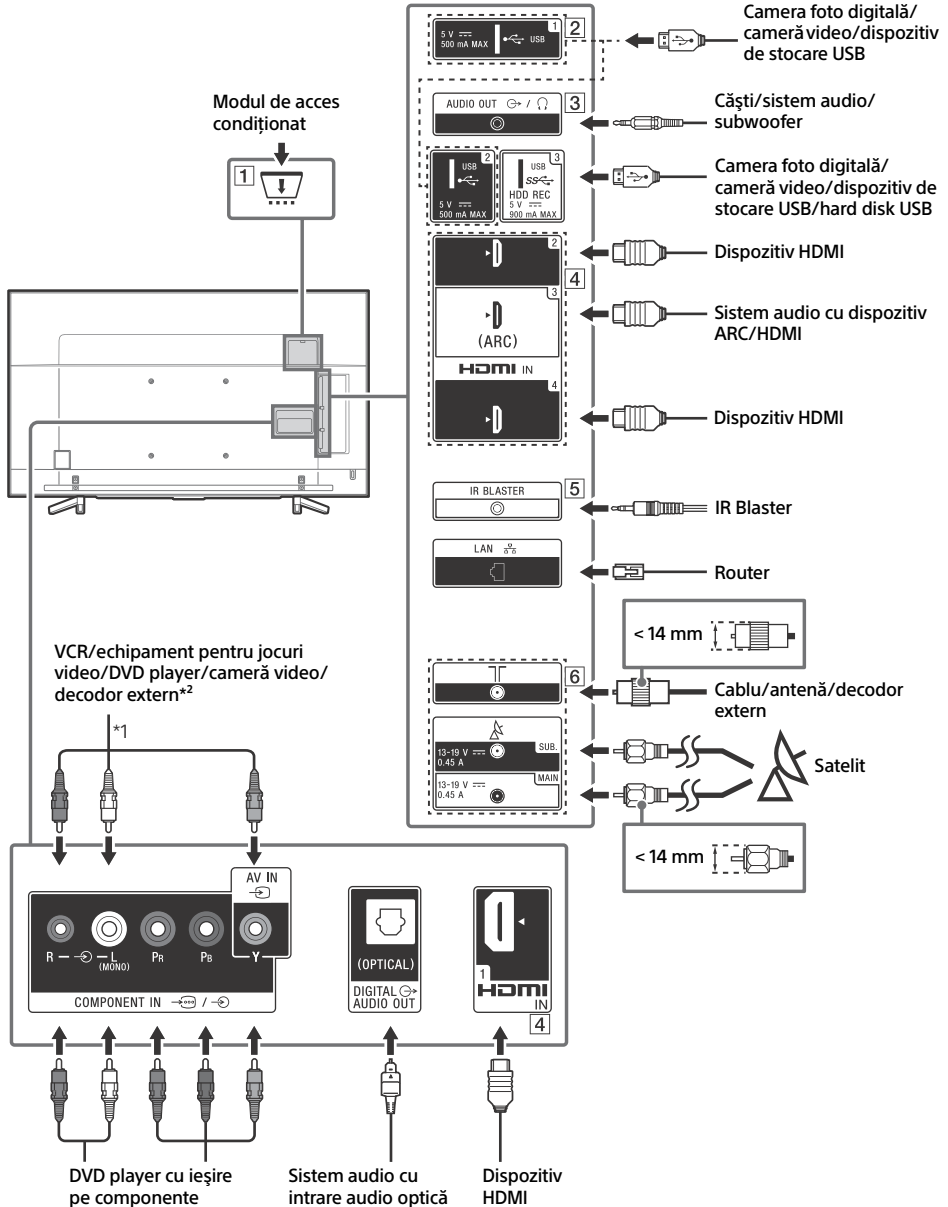 Camera foto digitală/
cameră video/dispozitiv
de stocare USB
1
2
5 V
500 mA MAX
USB
Modul de acces
condiționat
1
AUDIO OUT /
3
Căşti/sistem audio/
subwoofer
2
USB
5 V
500 mA MAX
3
USB
SS
HDD REC
5 V
900 mA MAX
Camera foto digitală/
cameră video/dispozitiv de
stocare USB/hard disk USB
2
Dispozitiv HDMI
4
3
(ARC)
Sistem audio cu dispozitiv
ARC/HDMI
HDMI IN
4
Dispozitiv HDMI
IR BLASTER
5
IR Blaster
LAN
Router
< 14 mm
6
Cablu/antenă/decodor
extern
13-19 V
0.45 A
SUB.
13-19 V
0.45 A
MAIN
Satelit
< 14 mm
VCR/echipament pentru jocuri
video/DVD player/cameră video/
decodor extern*2
*1
AV IN
R
L
(MONO)
PR
PB
Y
COMPONENT IN /
(OPTICAL)
DIGITAL
AUDIO OUT
1
HDMI
IN
4
DVD player cu ieşire
pe componente
Sistem audio cu
intrare audio optică
Dispozitiv
HDMI